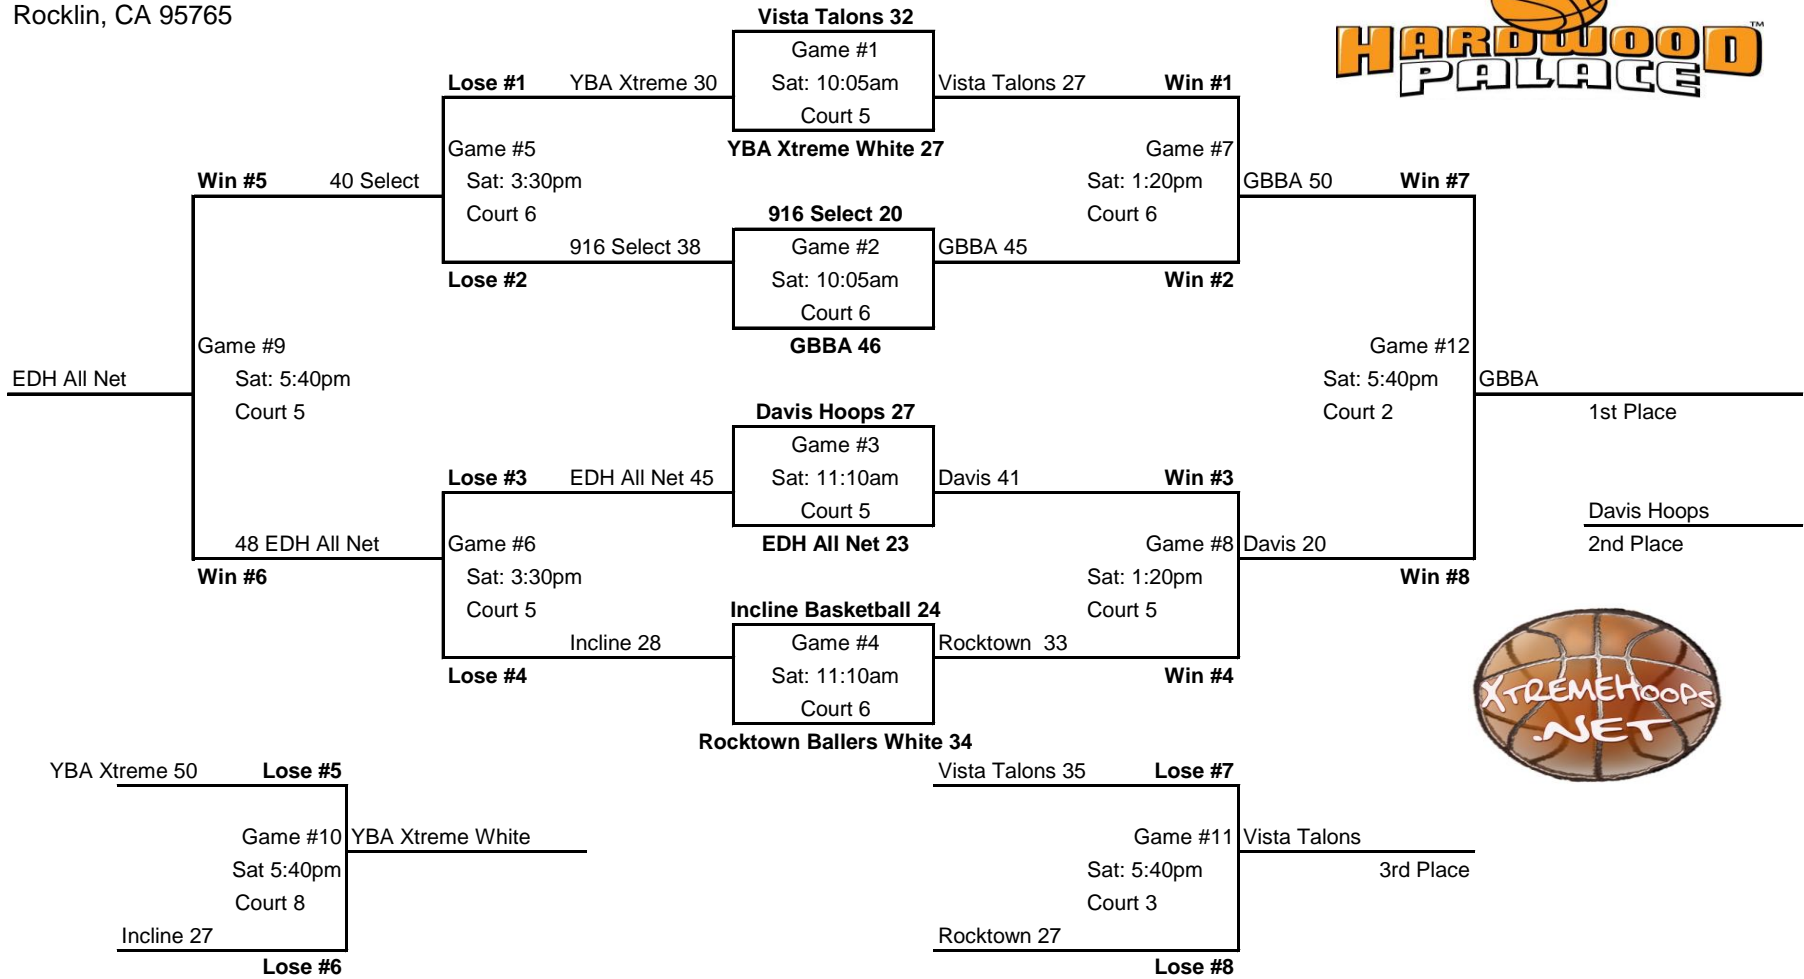 Rocklin, CA 95765
HARDWOOD™
PALACE
Vista Talons 32
Game #1
Lose #1 YBA Xtreme 30 Sat: 10:05am Vista Talons 27 Win #1
Court 5
Game #5 YBA Xtreme White 27 Game #7
Win #5 40 Select Sat: 3:30pm Sat: 1:20pm GBBA 50 Win #7
Court 6 916 Select 20 Court 6
916 Select 38 Game #2 GBBA 45
Lose #2 Sat: 10:05am Win #2
Court 6
Game #9 GBBA 46 Game #12
EDH All Net Sat: 5:40pm Sat: 5:40pm GBBA
Court 5 Davis Hoops 27 Court 2 1st Place
Game #3
Lose #3 EDH All Net 45 Sat: 11:10am Davis 41 Win #3
Court 5 Davis Hoops
48 EDH All Net Game #6 EDH All Net 23 Game #8 Davis 20 2nd Place
Win #6 Sat: 3:30pm Sat: 1:20pm Win #8
Court 5 Incline Basketball 24 Court 5
Incline 28 Game #4 Rocktown  33
Lose #4 Sat: 11:10am Win #4
Court 6
Rocktown Ballers White 34
XTREMEHOOPS
.NET
YBA Xtreme 50 Lose #5 Vista Talons 35 Lose #7
Game #10 YBA Xtreme White Game #11 Vista Talons
Sat 5:40pm Sat: 5:40pm 3rd Place
Court 8 Court 3
Incline 27 Rocktown 27
Lose #6 Lose #8